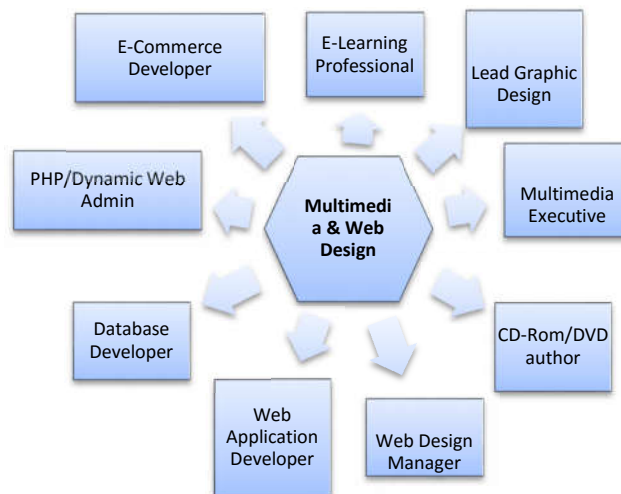 E-Commerce
Developer
E-Learning
Professional
Lead Graphic
Design
PHP/Dynamic Web
Admin
Multimedi
a & Web
Design
Multimedia
Executive
Database
Developer
CD-Rom/DVD
author
Web
Application
Developer
Web Design
Manager